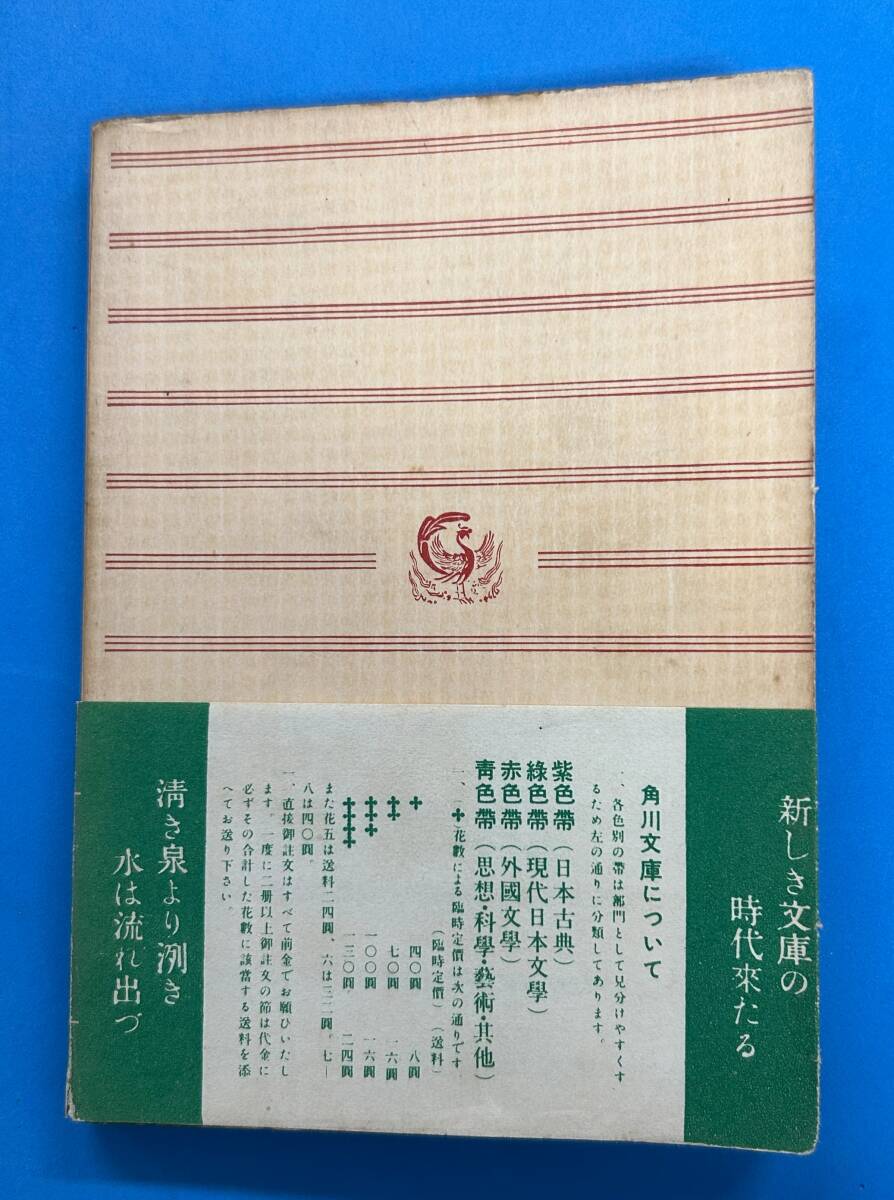 新しき文庫の
時代來たる
角川文庫について
一、各色別の帶は部門として見分けやすくす
るため左の通りに分類してあります。
紫色帶（日本古典）
綠色帶（現代日本文學）
赤色帶（外國文學）
靑色帶（思想・科學・藝術・其他）
一、✚花數による臨時定價は次の通りです
（臨時定價）（送料）
✚ 四〇圓 八圓
✚✚ 七〇圓 一六圓
✚✚✚ 一〇〇圓 一六圓
✚✚✚✚ 一三〇圓 二四圓
また花五は送料二四圓、六は三二圓、七—
八は四〇圓。
一、直接御註文はすべて前金でお願ひいたし
ます。一度に二册以上御註文の節は代金に
必ずその合計した花數に該當する送料を添
へてお送り下さい。
淸き泉より洌き
水は流れ出づ